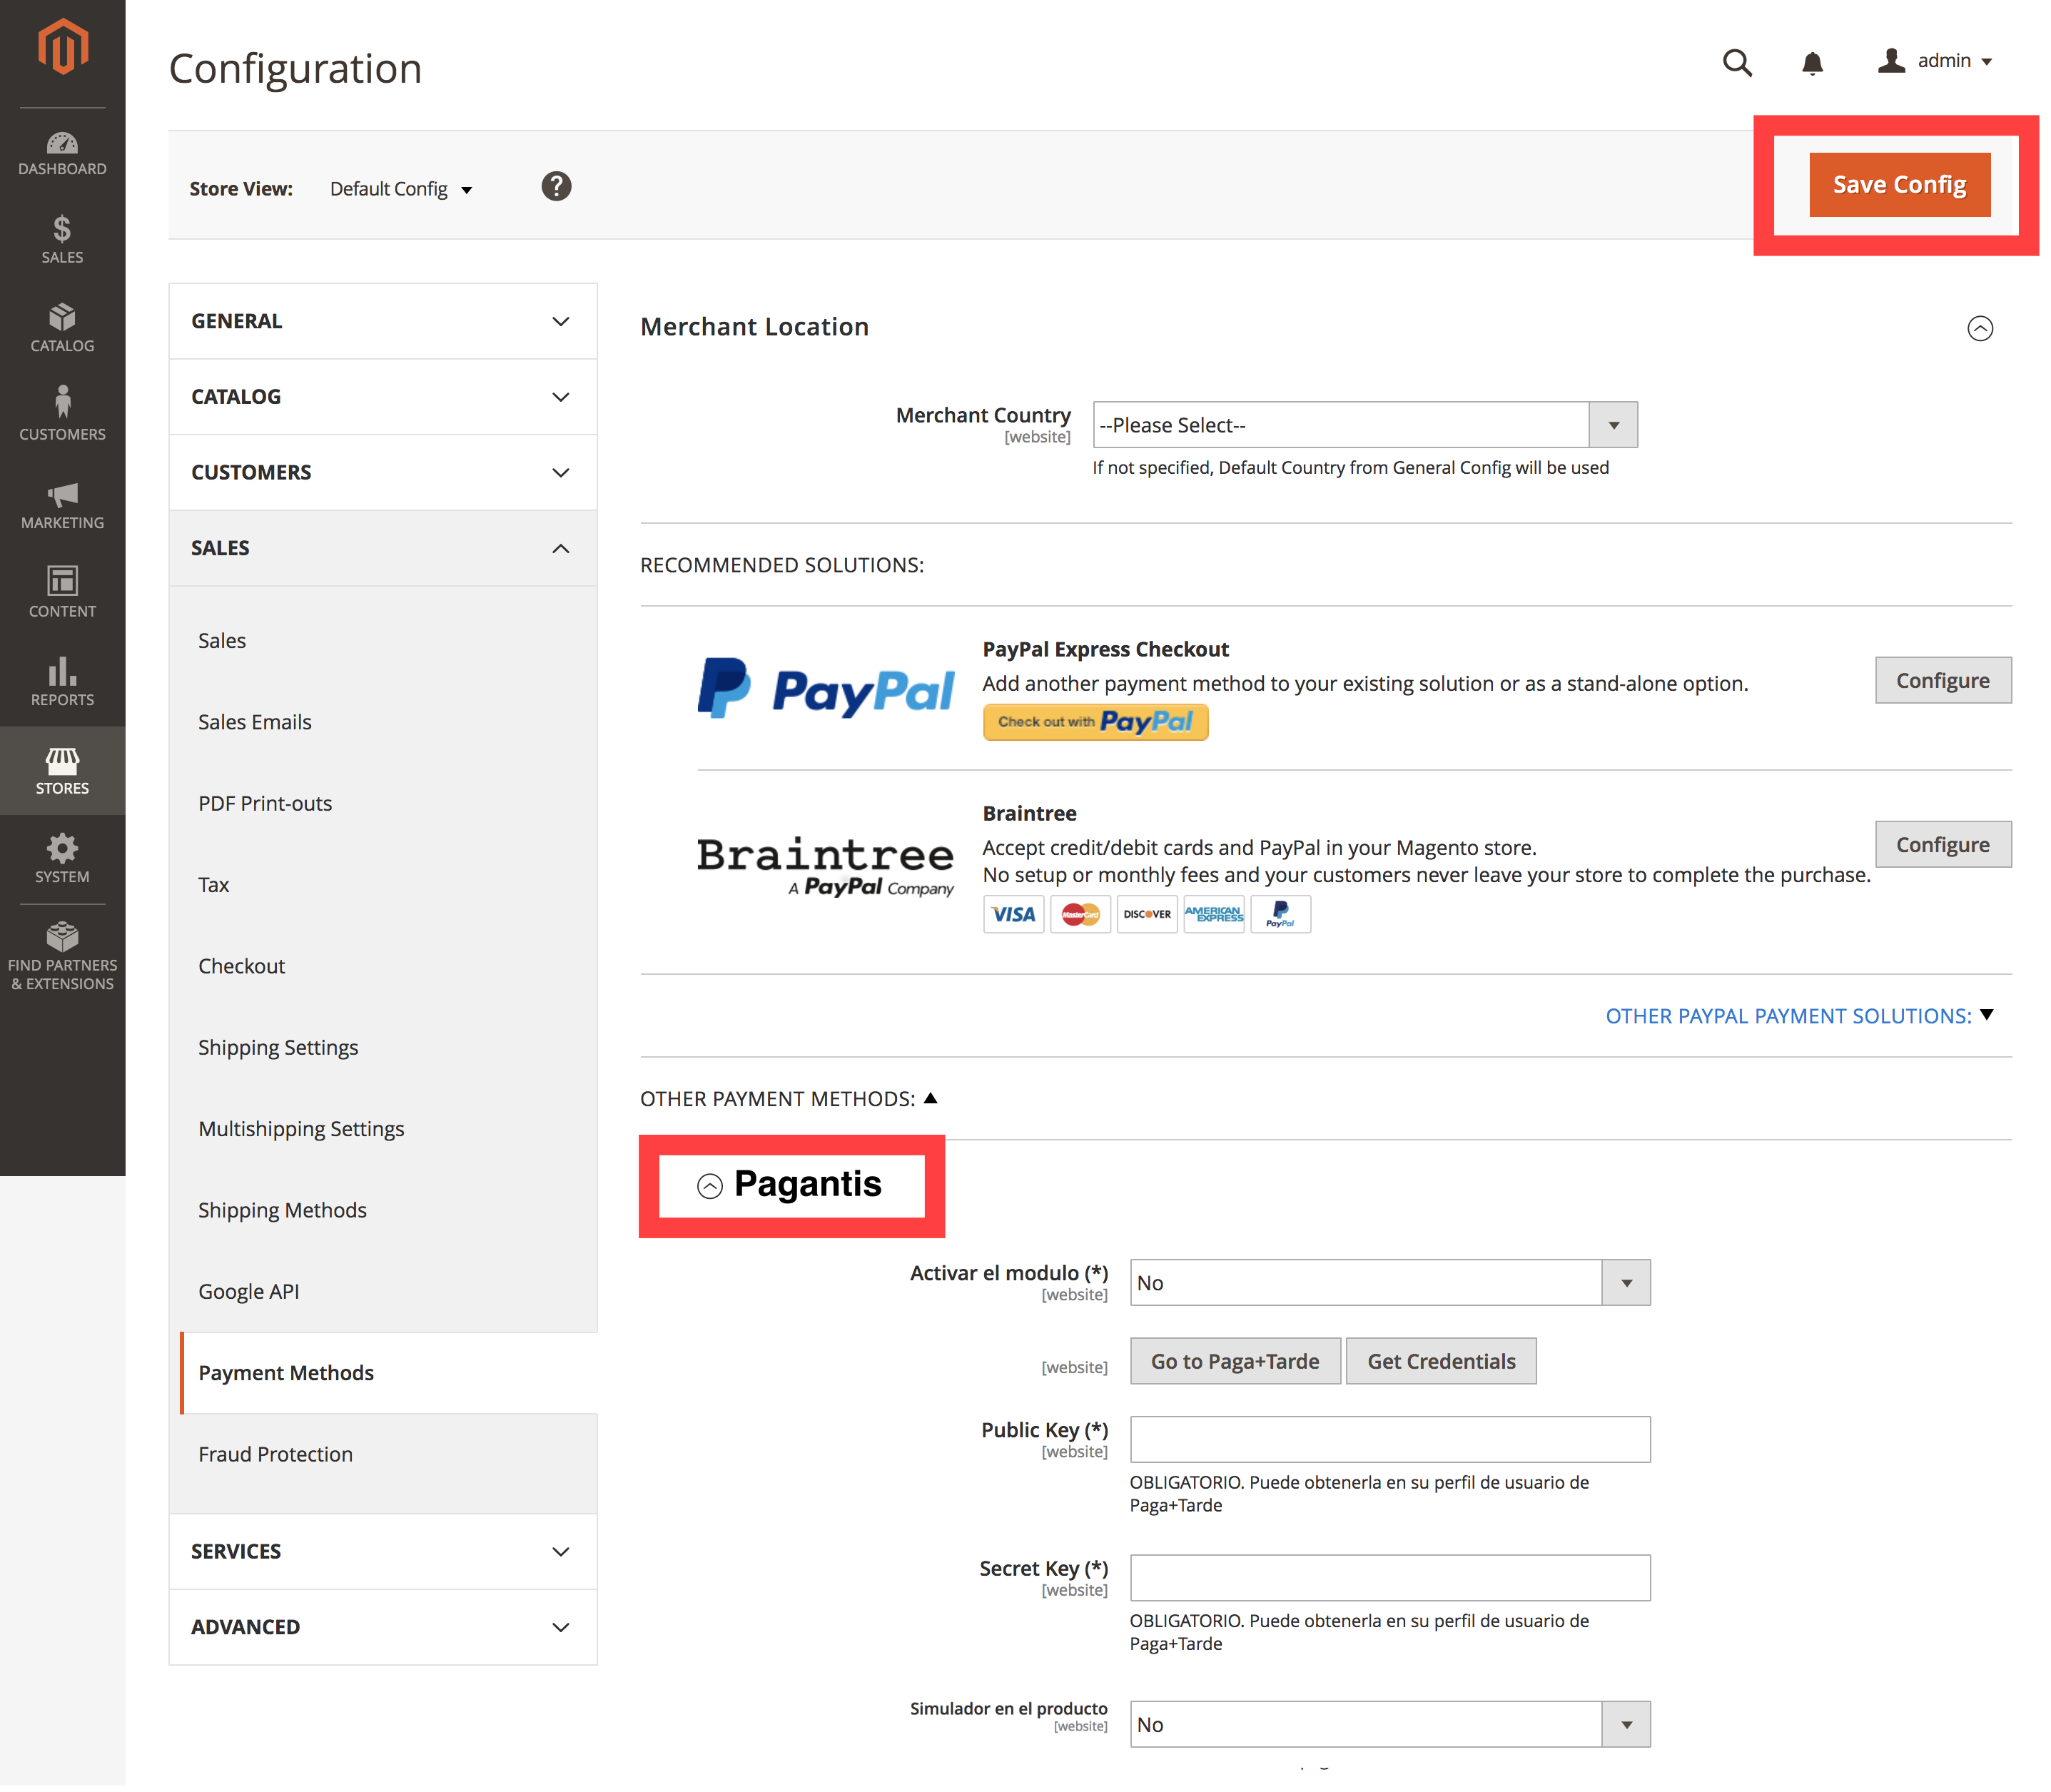 Configuration
admin
DASHBOARD
Store View:
Default Config
?
Save Config
SALES
CATALOG
CUSTOMERS
MARKETING
CONTENT
REPORTS
STORES
SYSTEM
FIND PARTNERS
& EXTENSIONS
GENERAL
CATALOG
CUSTOMERS
SALES
Sales
Sales Emails
PDF Print-outs
Tax
Checkout
Shipping Settings
Multishipping Settings
Shipping Methods
Google API
Payment Methods
Fraud Protection
SERVICES
ADVANCED
Merchant Location
Merchant Country
[website]
--Please Select--
If not specified, Default Country from General Config will be used
RECOMMENDED SOLUTIONS:
PayPal
PayPal Express Checkout
Add another payment method to your existing solution or as a stand-alone option.
Check out with PayPal
Configure
Braintree
A PayPal Company
Braintree
Accept credit/debit cards and PayPal in your Magento store.
No setup or monthly fees and your customers never leave your store to complete the purchase.
VISA MasterCard DISCOVER AMERICAN EXPRESS PayPal
Configure
OTHER PAYPAL PAYMENT SOLUTIONS:
OTHER PAYMENT METHODS:
Pagantis
Activar el modulo (*)
[website]
No
[website]
Go to Paga+Tarde
Get Credentials
Public Key (*)
[website]
OBLIGATORIO. Puede obtenerla en su perfil de usuario de
Paga+Tarde
Secret Key (*)
[website]
OBLIGATORIO. Puede obtenerla en su perfil de usuario de
Paga+Tarde
Simulador en el producto
[website]
No